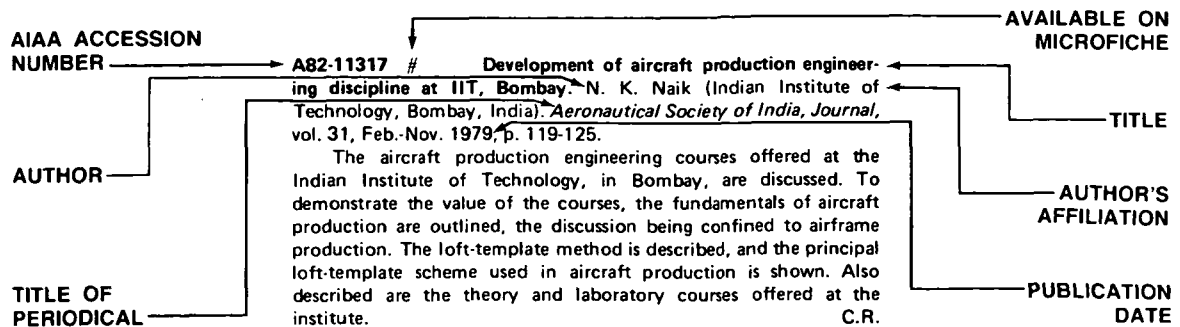 AVAILABLE ON
MICROFICHE
AIAA ACCESSION
NUMBER
A82-11317 # Development of aircraft production engineer-
ing discipline at IIT, Bombay. N. K. Naik (Indian Institute of
Technology, Bombay, India). Aeronautical Society of India, Journal,
vol. 31, Feb.-Nov. 1979, p. 119-125.
TITLE
The aircraft production engineering courses offered at the
Indian Institute of Technology, in Bombay, are discussed. To
demonstrate the value of the courses, the fundamentals of aircraft
production are outlined, the discussion being confined to airframe
production. The loft-template method is described, and the principal
loft-template scheme used in aircraft production is shown. Also
described are the theory and laboratory courses offered at the
institute. C.R.
AUTHOR
AUTHOR'S
AFFILIATION
TITLE OF
PERIODICAL
PUBLICATION
DATE